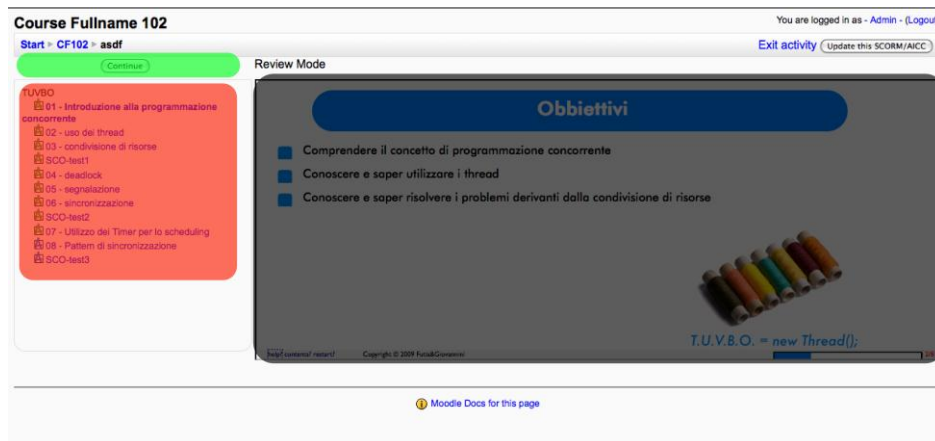 Course Fullname 102
You are logged in as - Admin - (Logout
Start ► CF102 ► asdf
Exit activity
Update this SCORM/AICC
Continue
Review Mode
TUVBO
01 - Introduzione alla programmazione
concorrente
02 - uso dei thread
03 - condivisione di risorse
SCO-test1
04 - deadlock
05 - segnalazione
06 - sincronizzazione
SCO-test2
07 - Utilizzo dei Timer per lo scheduling
08 - Pattern di sincronizzazione
SCO-test3
Obbiettivi
Comprendere il concetto di programmazione concorrente
Conoscere e saper utilizzare i thread
Conoscere e saper risolvere i problemi derivanti dalla condivisione di risorse
T.U.V.B.O. = new Thread();
help! contents! restart!
Copyright © 2009
Moodle Docs for this page